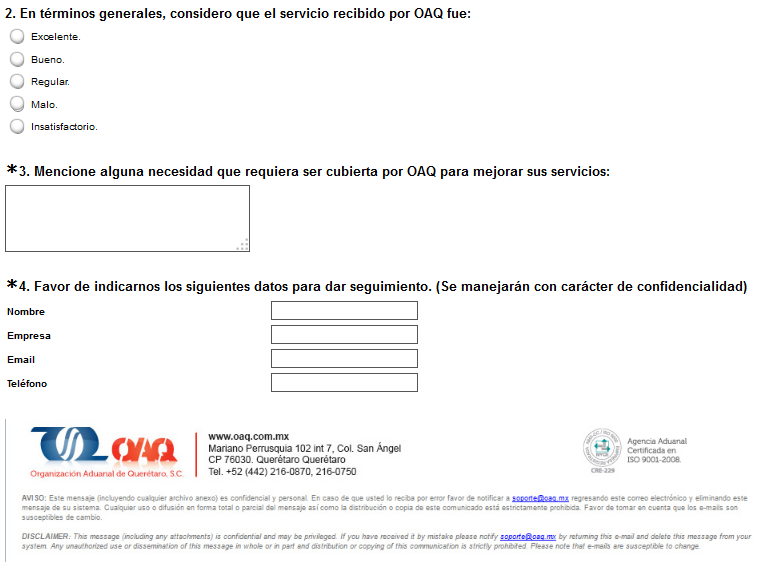 2. En términos generales, considero que el servicio recibido por OAQ fue:
Excelente.
Bueno.
Regular.
Malo.
Insatisfactorio.
*3. Mencione alguna necesidad que requiera ser cubierta por OAQ para mejorar sus servicios:
*4. Favor de indicarnos los siguientes datos para dar seguimiento. (Se manejarán con carácter de confidencialidad)
Nombre
Empresa
Email
Teléfono
OAQ
Organización Aduanal de Querétaro, S.C.
www.oaq.com.mx
Mariano Perrusquia 102 int 7, Col. San Ángel
CP 76030, Querétaro Querétaro
Tel. +52 (442) 216-0870, 216-0750
CRE-229
Agencia Aduanal
Certificada en
ISO 9001-2008.
AVISO: Este mensaje (incluyendo cualquier archivo anexo) es confidencial y personal. En caso de que usted lo reciba por error favor de notificar a soporte@oaq.mx regresando este correo electrónico y eliminando este
mensaje de su sistema. Cualquier uso o difusión en forma total o parcial del mensaje así como la distribución o copia de este comunicado está estrictamente prohibida. Favor de tomar en cuenta que los e-mails son
susceptibles de cambio.
DISCLAIMER: This message (including any attachments) is confidential and may be privileged. If you have received it by mistake please notify soporte@oaq.mx by returning this e-mail and delete this message from your
system. Any unauthorized use or dissemination of this message in whole or in part and distribution or copying of this communication is strictly prohibited. Please note that e-mails are susceptible to change.